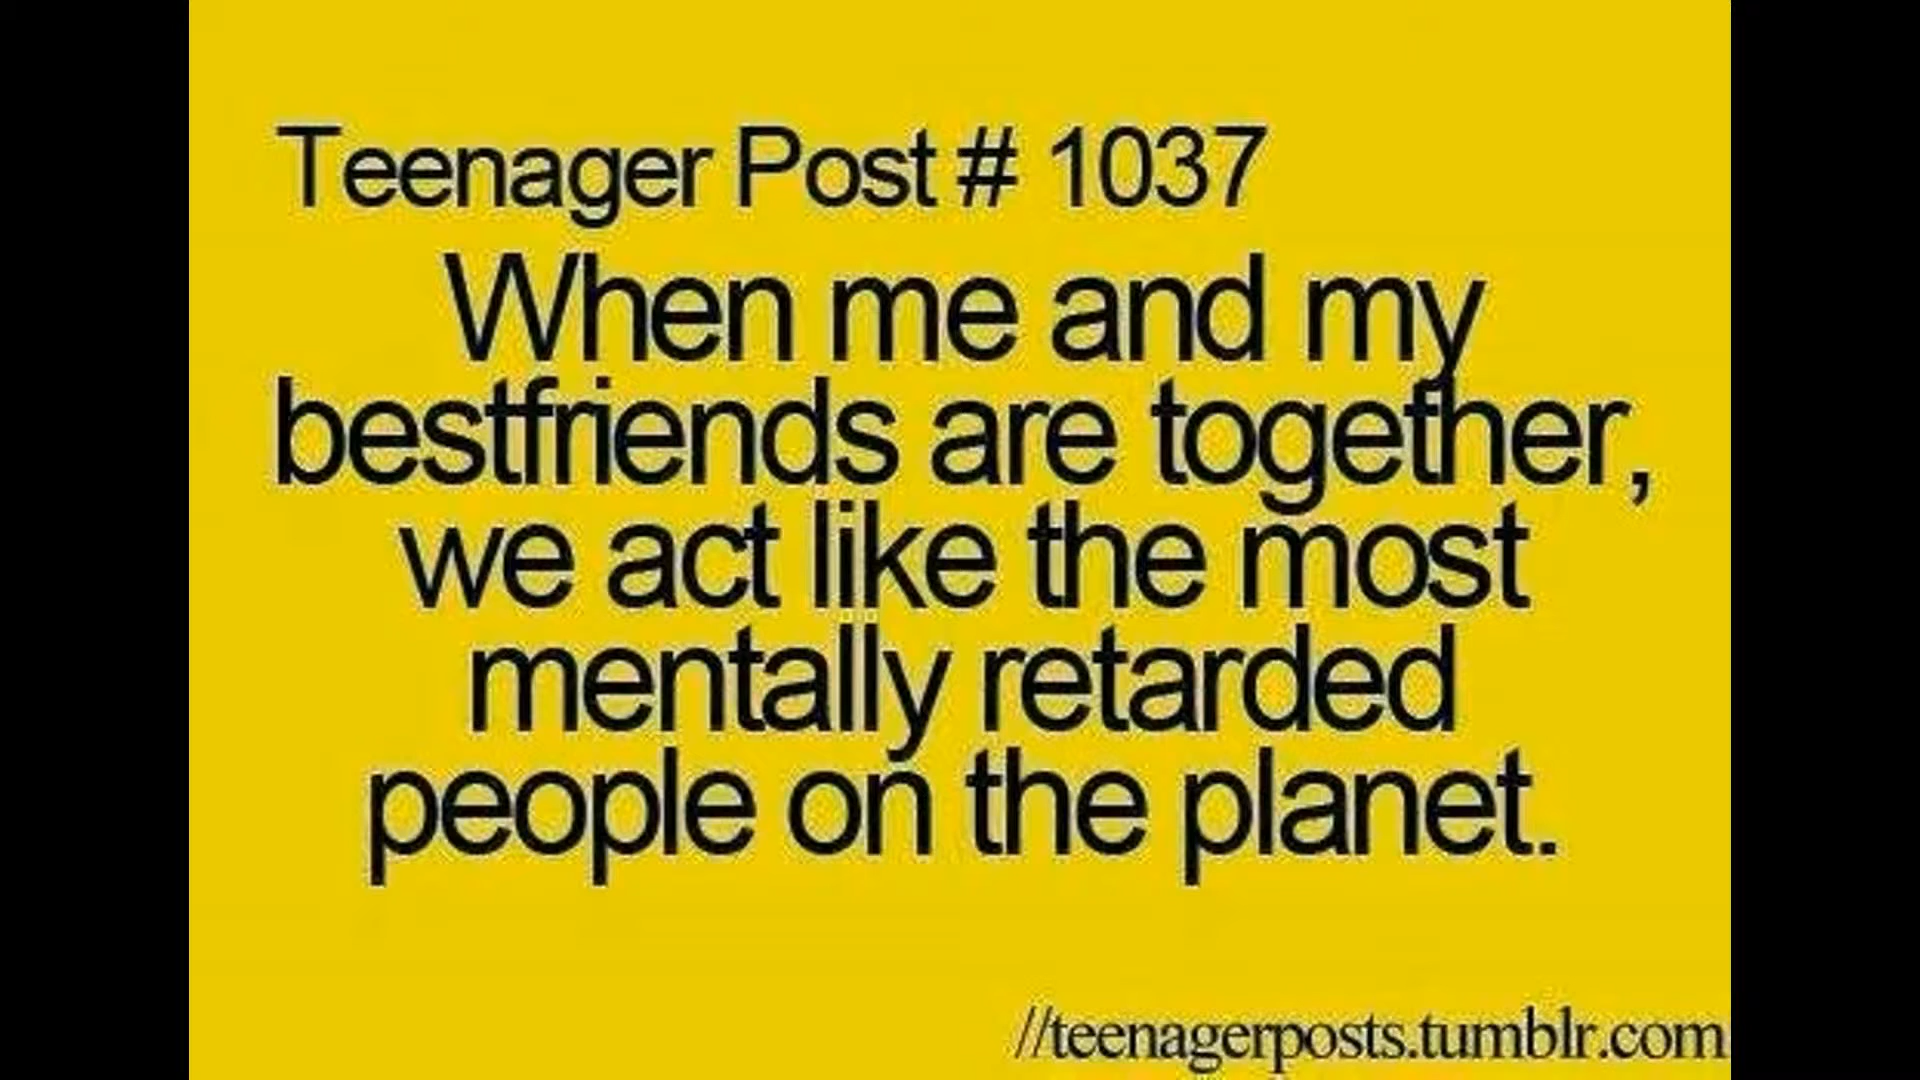 Teenager Post # 1037
When me and my
bestfriends are together,
we act like the most
mentally retarded
people on the planet.
//teenagerposts.tumblr.com